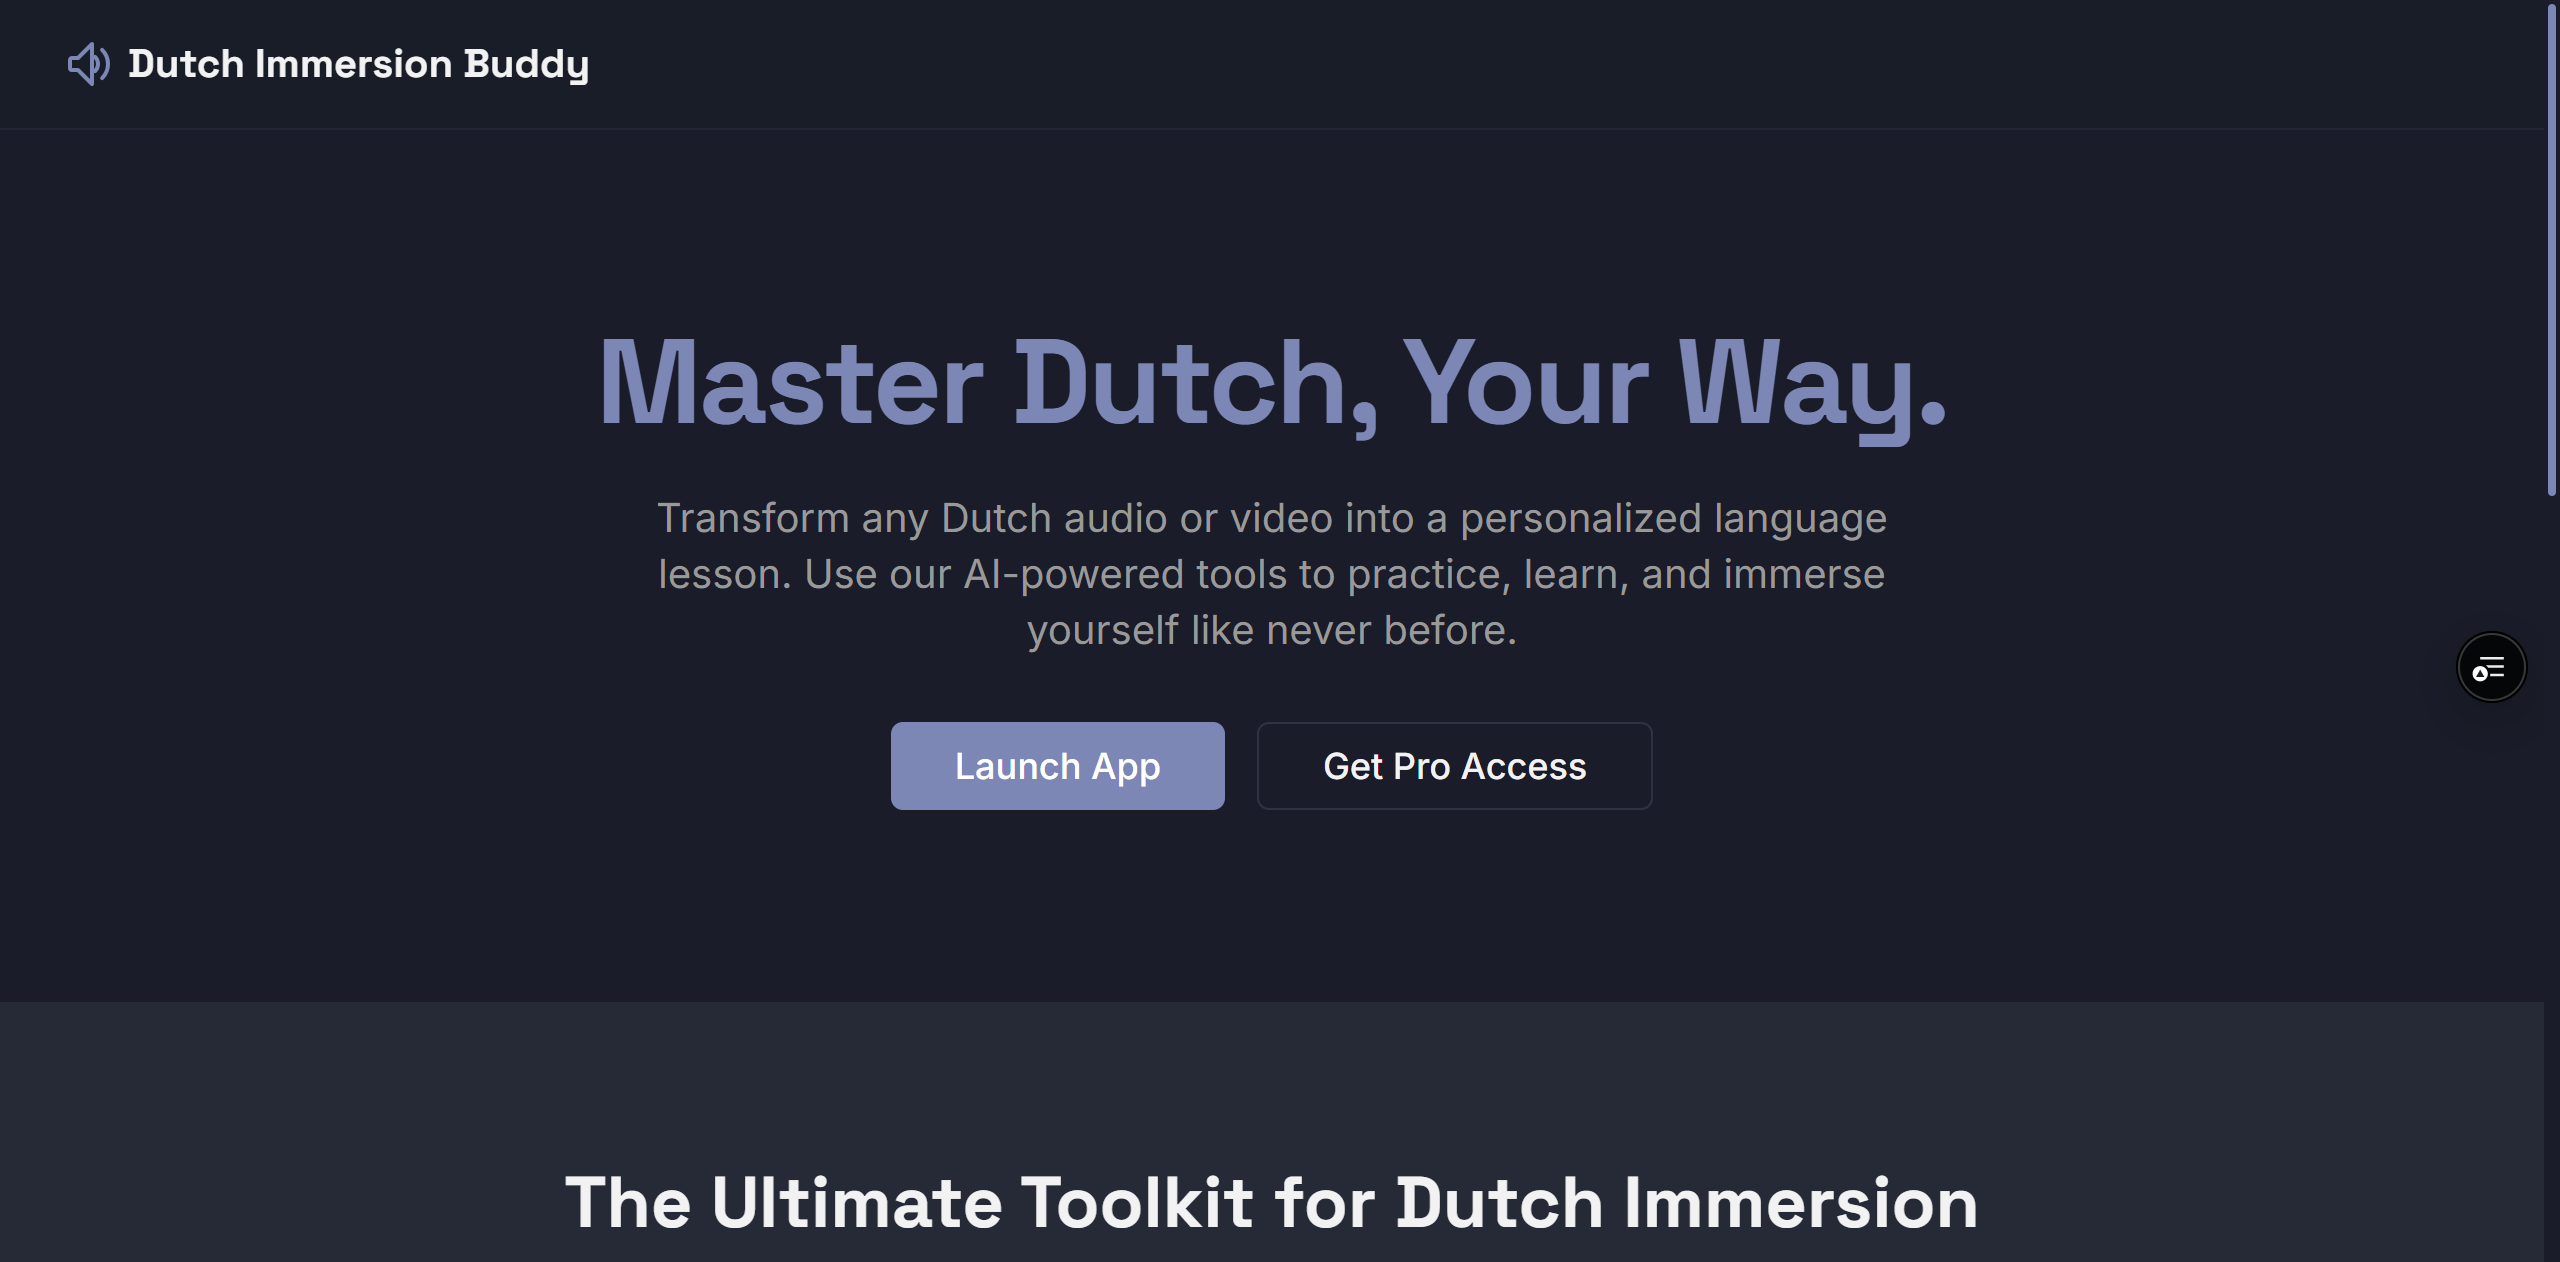 Dutch Immersion Buddy
Master Dutch, Your Way.
Transform any Dutch audio or video into a personalized language
lesson. Use our AI-powered tools to practice, learn, and immerse
yourself like never before.
Launch App
Get Pro Access
The Ultimate Toolkit for Dutch Immersion